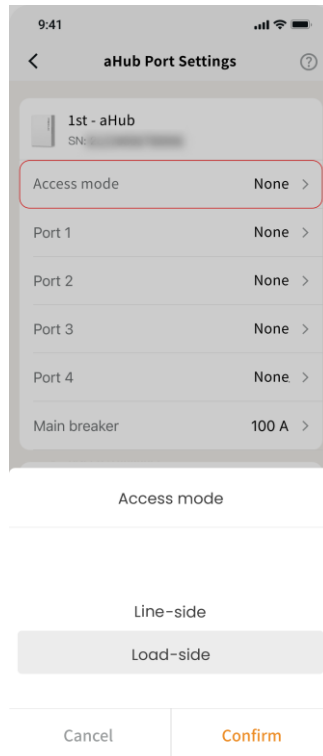 9:41
aHub Port Settings ?
1st - aHub
SN:
Access mode None >
Port 1 None >
Port 2 None >
Port 3 None >
Port 4 None >
Main breaker 100 A >
Access mode
Line-side
Load-side
Cancel Confirm